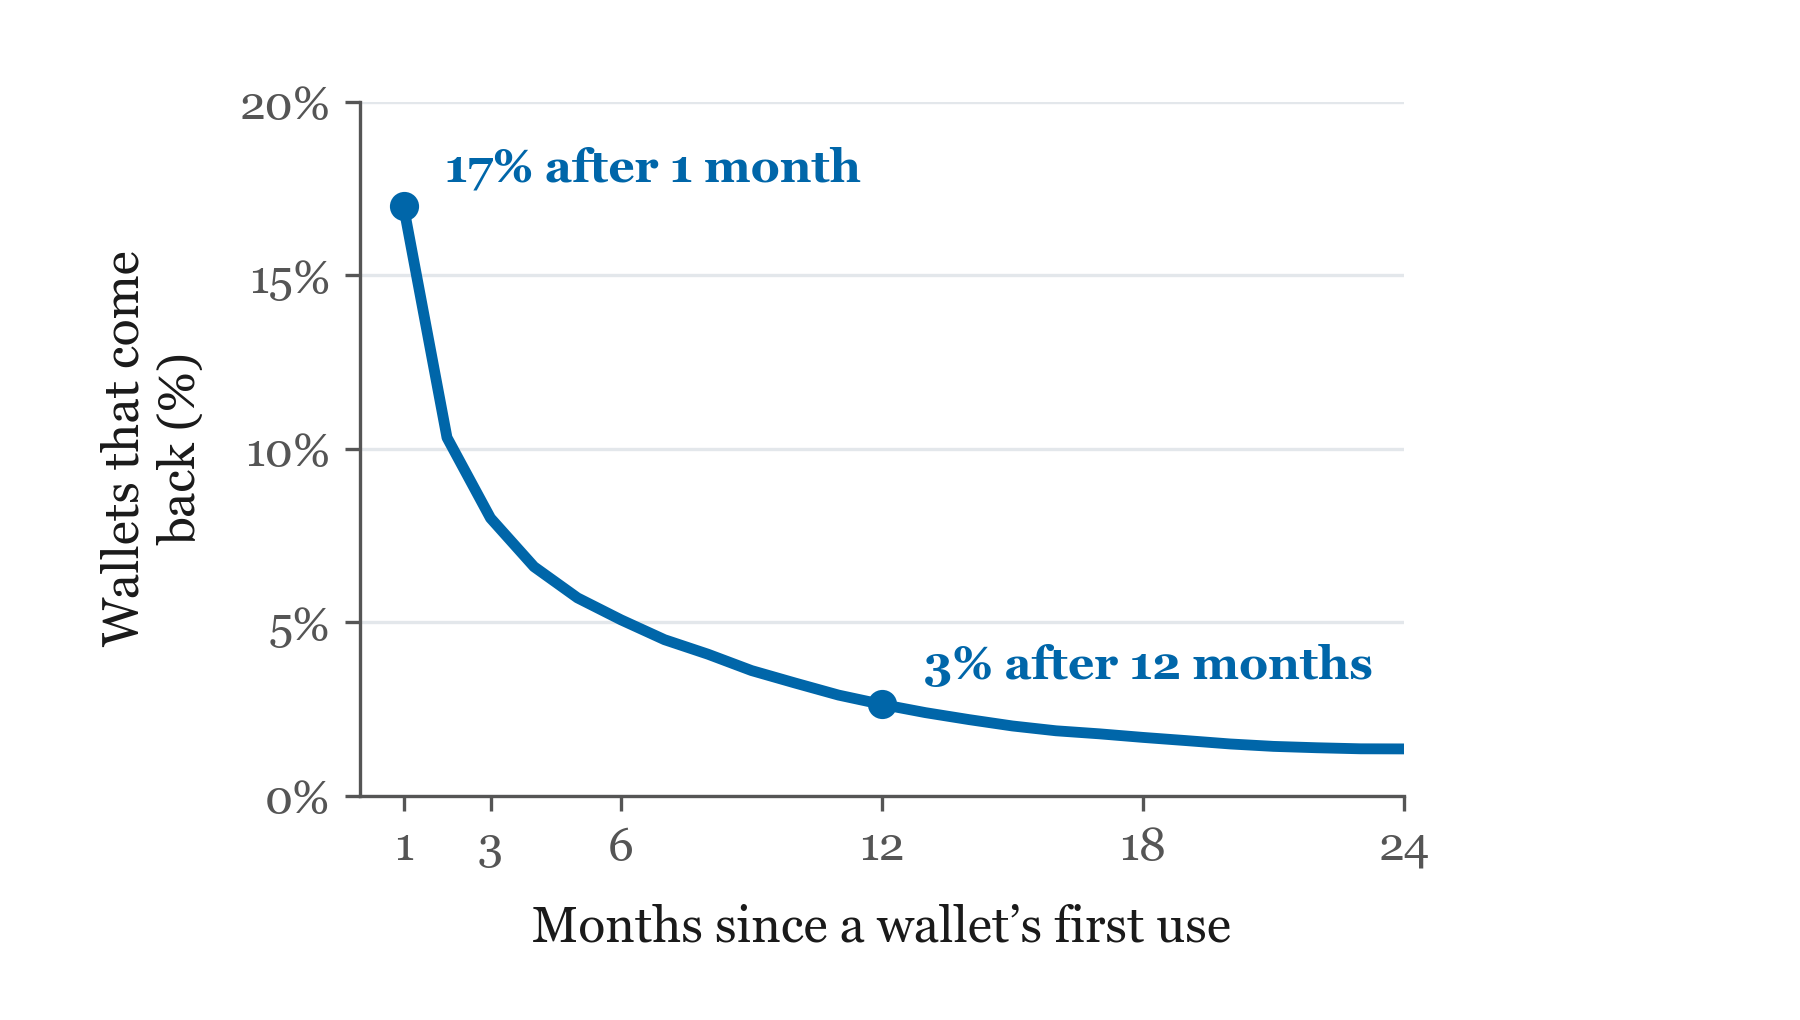 20%
17% after 1 month
15%
10%
5%
3% after 12 months
0%
1 3 6 12 18 24
Months since a wallet’s first use
Wallets that come
back (%)